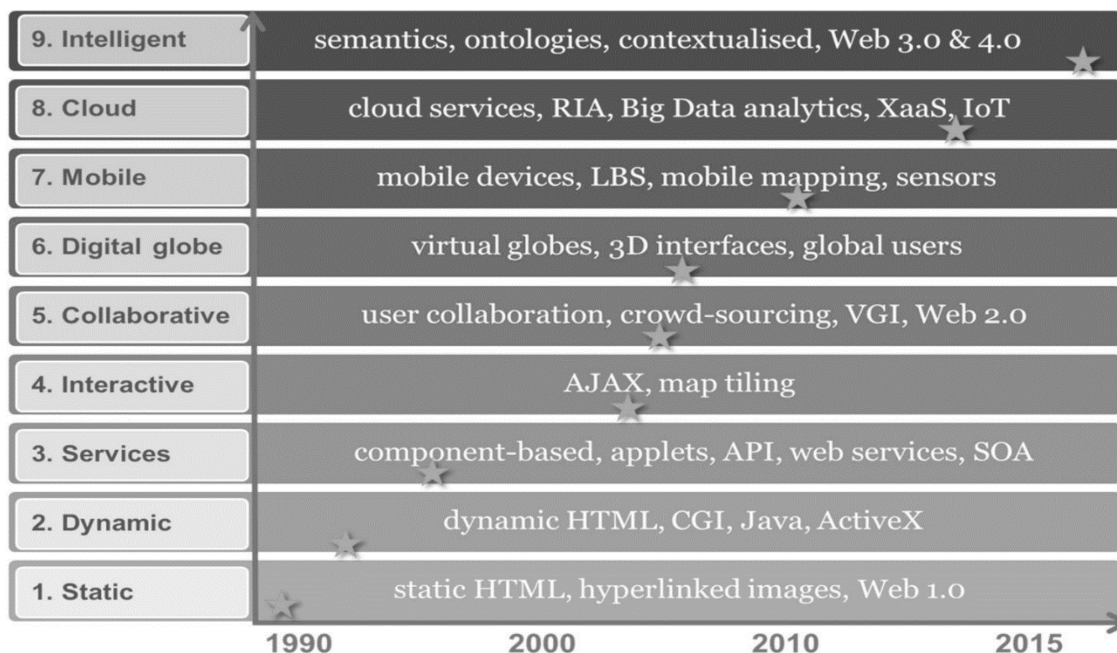 9. Intelligent semantics, ontologies, contextualised, Web 3.0 & 4.0
8. Cloud cloud services, RIA, Big Data analytics, XaaS, IoT
7. Mobile mobile devices, LBS, mobile mapping, sensors
6. Digital globe virtual globes, 3D interfaces, global users
5. Collaborative user collaboration, crowd-sourcing, VGI, Web 2.0
4. Interactive AJAX, map tiling
3. Services component-based, applets, API, web services, SOA
2. Dynamic dynamic HTML, CGI, Java, ActiveX
1. Static static HTML, hyperlinked images, Web 1.0
1990 2000 2010 2015